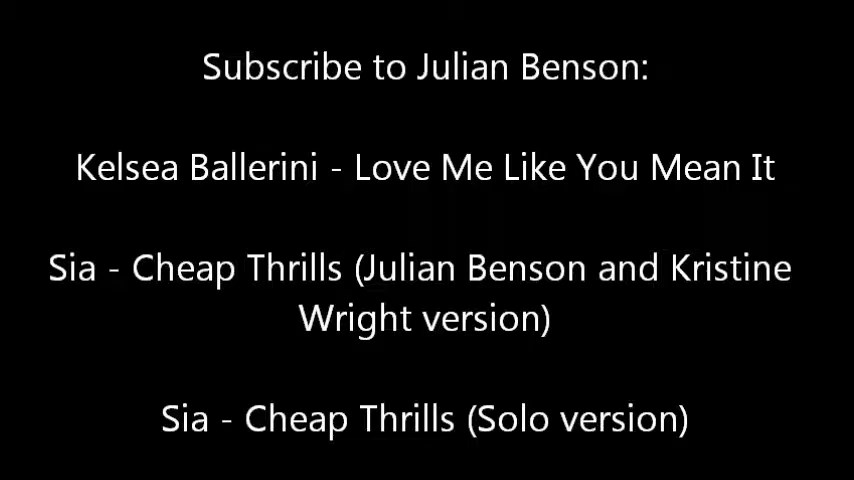 Subscribe to Julian Benson:
Kelsea Ballerini - Love Me Like You Mean It
Sia - Cheap Thrills (Julian Benson and Kristine
Wright version)
Sia - Cheap Thrills (Solo version)